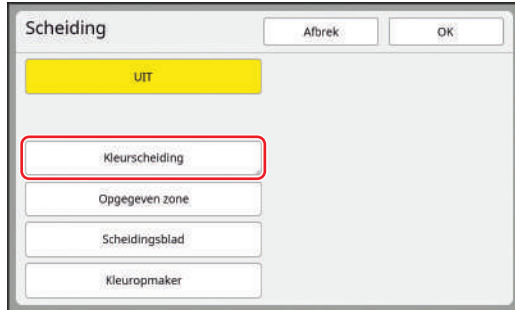 Scheiding
Afbrek
OK
UIT
Kleurscheiding
Opgegeven zone
Scheidingsblad
Kleuropmaker